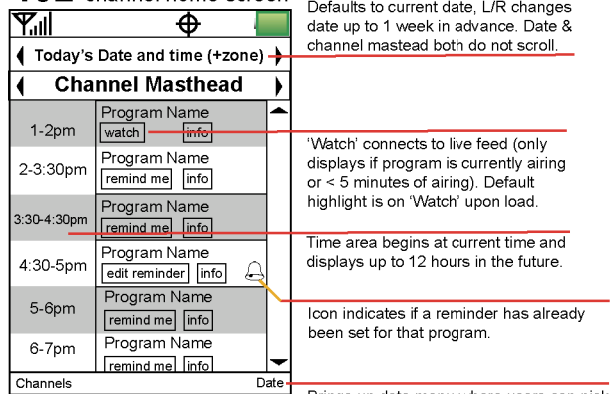 channel home screen
Today's Date and time (+zone)
Channel Masthead
1-2pm
Program Name
watch info
2-3:30pm
Program Name
remind me info
3:30-4:30pm
Program Name
remind me info
4:30-5pm
Program Name
edit reminder info
5-6pm
Program Name
remind me info
6-7pm
Program Name
remind me info
Channels Date
Defaults to current date, L/R changes
date up to 1 week in advance. Date &
channel mastead both do not scroll.
'Watch' connects to live feed (only
displays if program is currently airing
or < 5 minutes of airing). Default
highlight is on 'Watch' upon load.
Time area begins at current time and
displays up to 12 hours in the future.
Icon indicates if a reminder has already
been set for that program.
Brings up date menu where users can pick